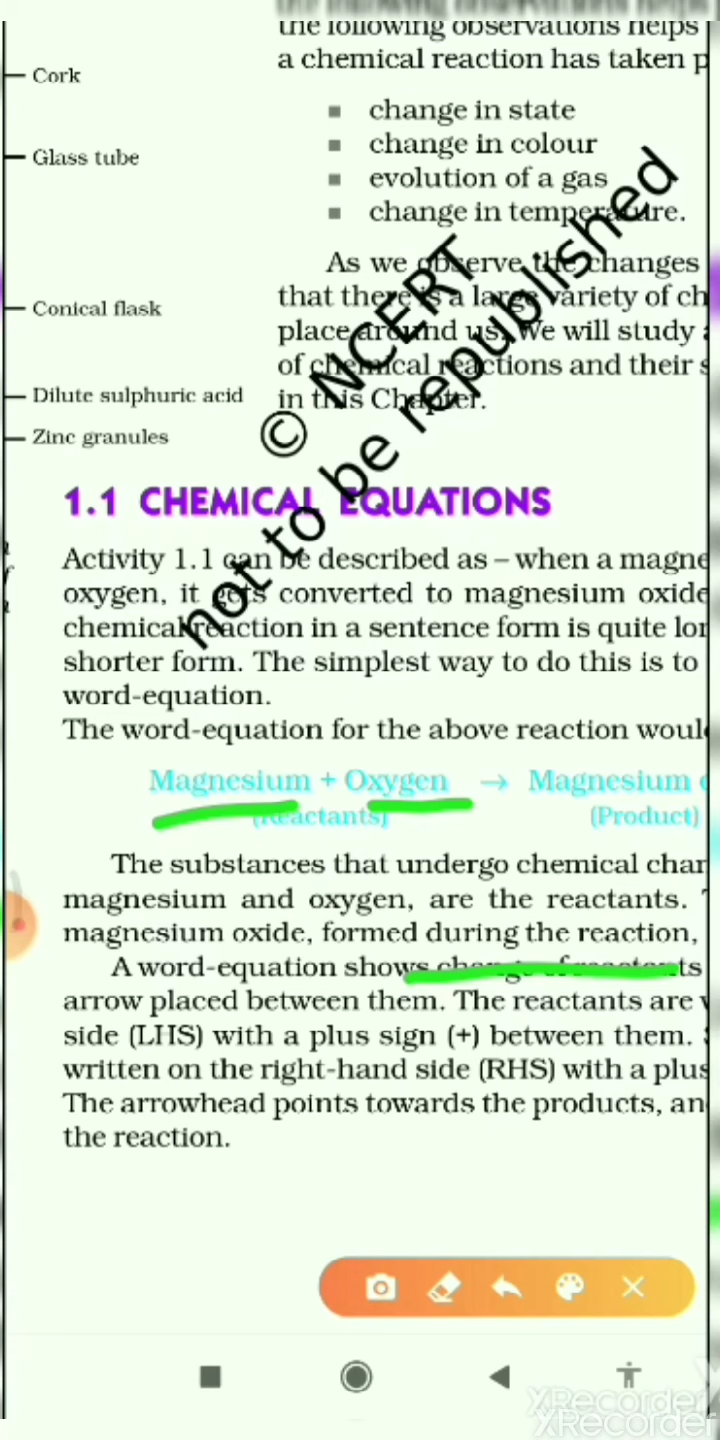 the following observations helps
a chemical reaction has taken p
Cork
change in state
Glass tube
change in colour
evolution of a gas
change in temperature.
As we observe the changes
Conical flask
that there is a large variety of ch
place around us. We will study
of chemical reactions and their s
Dilute sulphuric acid
in this Chapter.
Zinc granules
© NCERT
not to be republished
1.1 CHEMICAL EQUATIONS
Activity 1.1 can be described as – when a magne
oxygen, it gets converted to magnesium oxide
chemical reaction in a sentence form is quite lon
shorter form. The simplest way to do this is to
word-equation.
The word-equation for the above reaction would
Magnesium + Oxygen → Magnesium
(Reactants) (Product)
The substances that undergo chemical chan
magnesium and oxygen, are the reactants.
magnesium oxide, formed during the reaction,
A word-equation shows change of reactants
arrow placed between them. The reactants are
side (LHS) with a plus sign (+) between them.
written on the right-hand side (RHS) with a plus
The arrowhead points towards the products, an
the reaction.
XRecorder
XRecorder